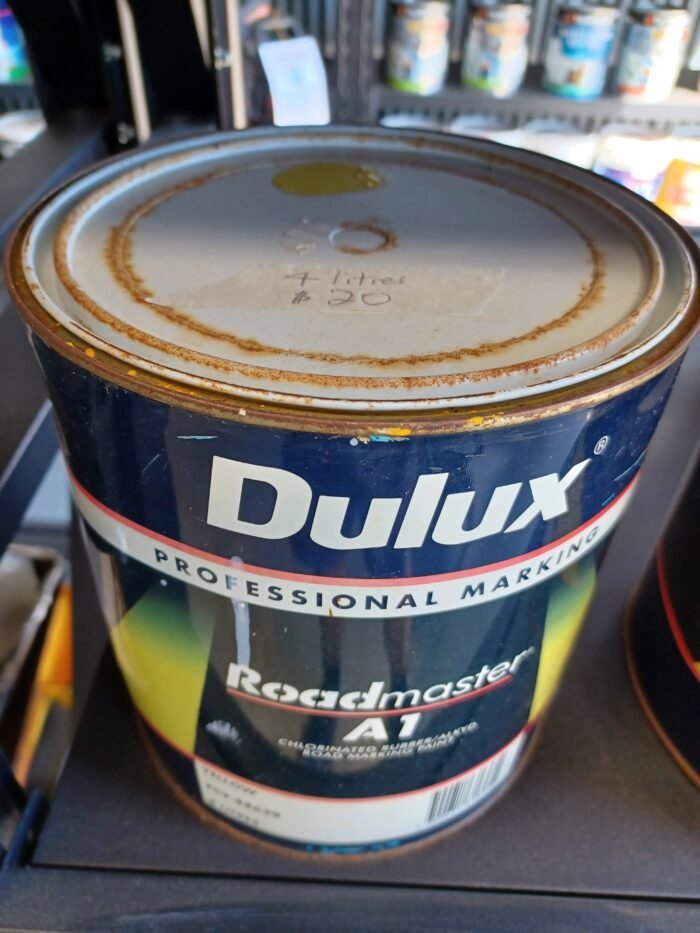 4 litres
$20
Dulux®
PROFESSIONAL MARKING
Roadmaster
A1
CHLORINATED RUBBER/ALKYD
ROAD MARKING PAINT
YELLOW